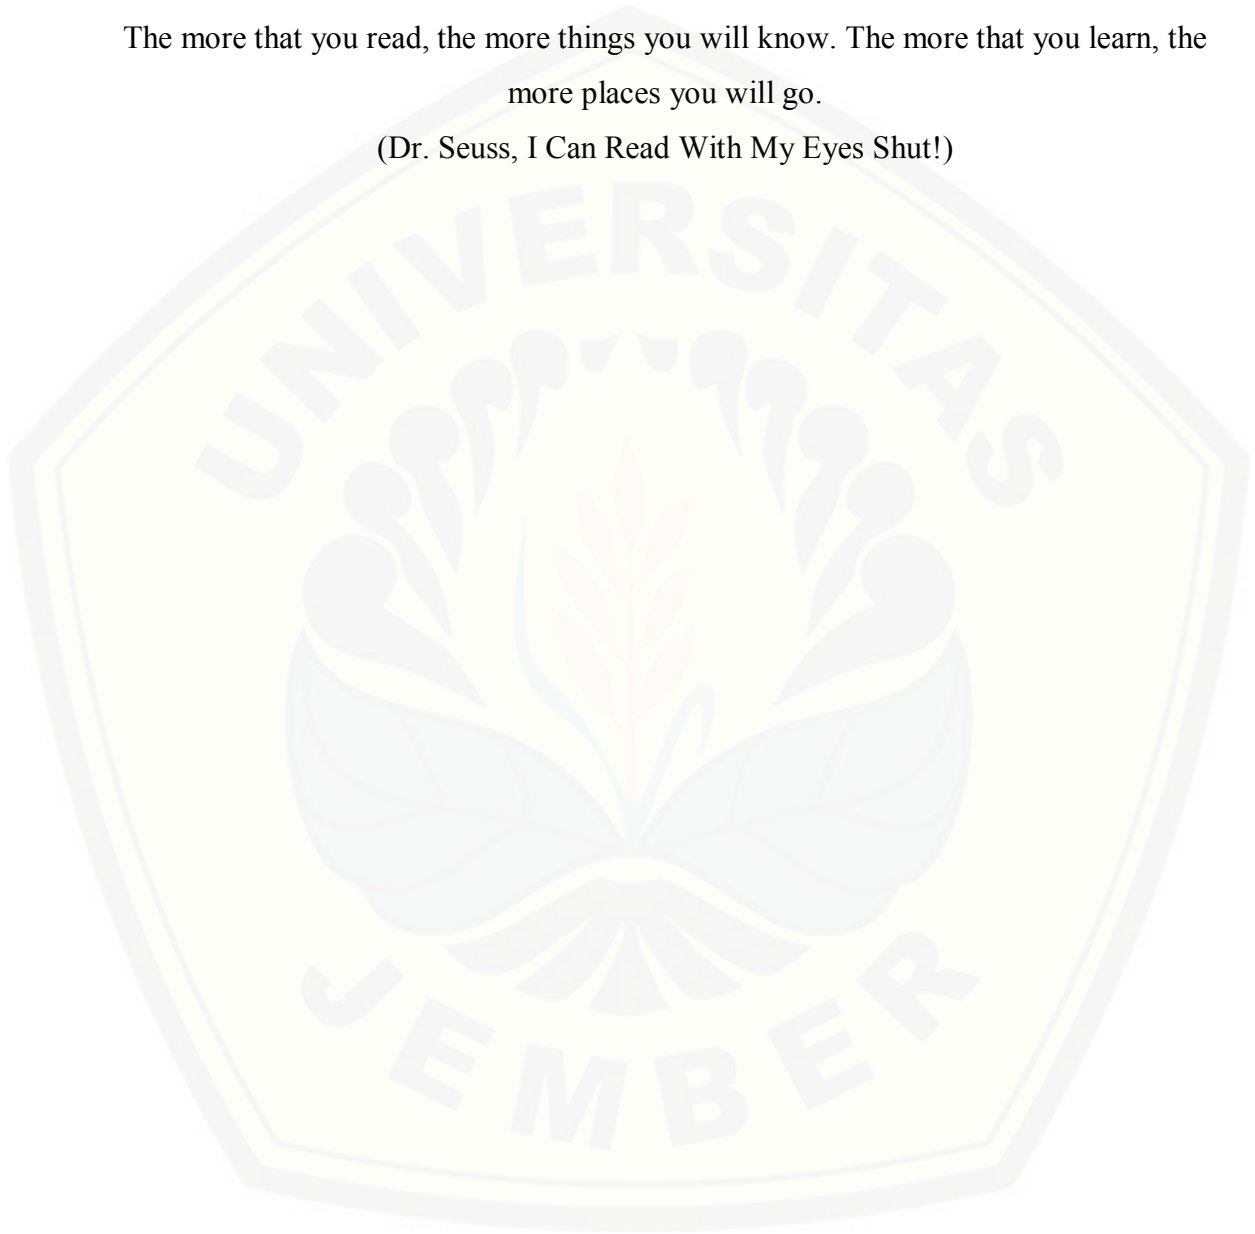 The more that you read, the more things you will know. The more that you learn, the
more places you will go.
(Dr. Seuss, I Can Read With My Eyes Shut!)
UNIVERSITAS
JEMBER